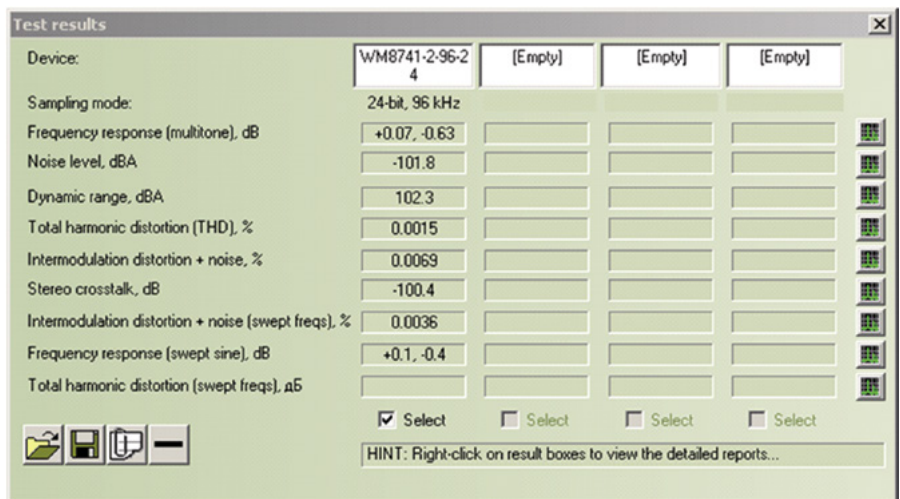 Test results
Device: WM8741-2-96-2 [Empty] [Empty] [Empty]
4
Sampling mode: 24-bit, 96 kHz
Frequency response (multitone), dB +0.07, -0.63
Noise level, dBA -101.8
Dynamic range, dBA 102.3
Total harmonic distortion (THD), % 0.0015
Intermodulation distortion + noise, % 0.0069
Stereo crosstalk, dB -100.4
Intermodulation distortion + noise (swept freqs), % 0.0036
Frequency response (swept sine), dB +0.1, -0.4
Total harmonic distortion (swept freqs), дБ
Select Select Select Select
HINT: Right-click on result boxes to view the detailed reports...